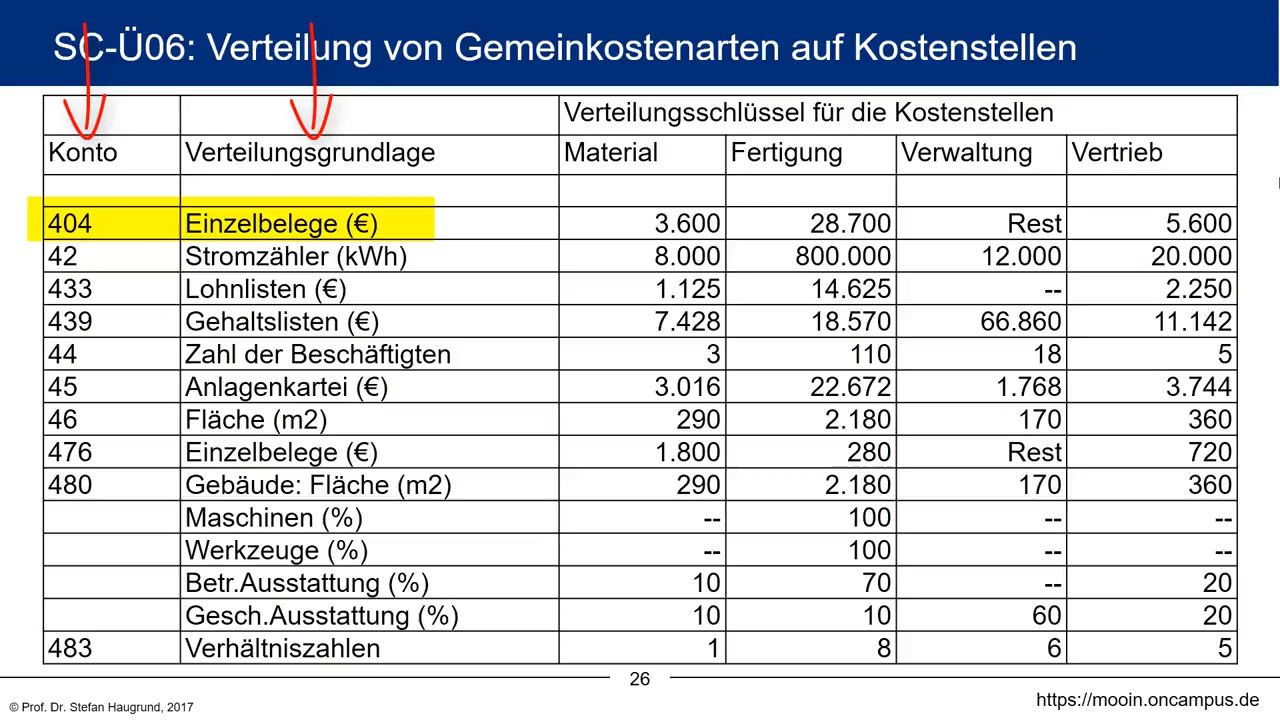 SC-Ü06: Verteilung von Gemeinkostenarten auf Kostenstellen
Verteilungsschlüssel für die Kostenstellen
Konto Verteilungsgrundlage Material Fertigung Verwaltung Vertrieb
404 Einzelbelege (€) 3.600 28.700 Rest 5.600
42 Stromzähler (kWh) 8.000 800.000 12.000 20.000
433 Lohnlisten (€) 1.125 14.625 -- 2.250
439 Gehaltslisten (€) 7.428 18.570 66.860 11.142
44 Zahl der Beschäftigten 3 110 18 5
45 Anlagenkartei (€) 3.016 22.672 1.768 3.744
46 Fläche (m2) 290 2.180 170 360
476 Einzelbelege (€) 1.800 280 Rest 720
480 Gebäude: Fläche (m2) 290 2.180 170 360
Maschinen (%) -- 100 -- --
Werkzeuge (%) -- 100 -- --
Betr.Ausstattung (%) 10 70 -- 20
Gesch.Ausstattung (%) 10 10 60 20
483 Verhältniszahlen 1 8 6 5
26
© Prof. Dr. Stefan Haugrund, 2017
https://mooin.oncampus.de